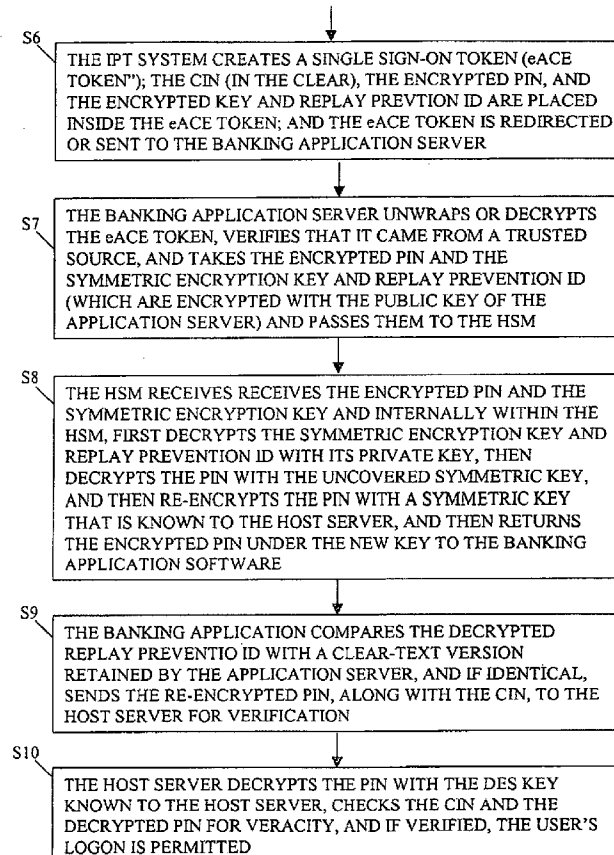 S6
THE IPT SYSTEM CREATES A SINGLE SIGN-ON TOKEN (eACE
TOKEN"); THE CIN (IN THE CLEAR), THE ENCRYPTED PIN, AND
THE ENCRYPTED KEY AND REPLAY PREVTION ID ARE PLACED
INSIDE THE eACE TOKEN; AND THE eACE TOKEN IS REDIRECTED
OR SENT TO THE BANKING APPLICATION SERVER
S7
THE BANKING APPLICATION SERVER UNWRAPS OR DECRYPTS
THE eACE TOKEN, VERIFIES THAT IT CAME FROM A TRUSTED
SOURCE, AND TAKES THE ENCRYPTED PIN AND THE
SYMMETRIC ENCRYPTION KEY AND REPLAY PREVENTION ID
(WHICH ARE ENCRYPTED WITH THE PUBLIC KEY OF THE
APPLICATION SERVER) AND PASSES THEM TO THE HSM
S8
THE HSM RECEIVES RECEIVES THE ENCRYPTED PIN AND THE
SYMMETRIC ENCRYPTION KEY AND INTERNALLY WITHIN THE
HSM, FIRST DECRYPTS THE SYMMETRIC ENCRYPTION KEY AND
REPLAY PREVENTION ID WITH ITS PRIVATE KEY, THEN
DECRYPTS THE PIN WITH THE UNCOVERED SYMMETRIC KEY,
AND THEN RE-ENCRYPTS THE PIN WITH A SYMMETRIC KEY
THAT IS KNOWN TO THE HOST SERVER, AND THEN RETURNS
THE ENCRYPTED PIN UNDER THE NEW KEY TO THE BANKING
APPLICATION SOFTWARE
S9
THE BANKING APPLICATION COMPARES THE DECRYPTED
REPLAY PREVENTIO ID WITH A CLEAR-TEXT VERSION
RETAINED BY THE APPLICATION SERVER, AND IF IDENTICAL,
SENDS THE RE-ENCRYPTED PIN, ALONG WITH THE CIN, TO THE
HOST SERVER FOR VERIFICATION
S10
THE HOST SERVER DECRYPTS THE PIN WITH THE DES KEY
KNOWN TO THE HOST SERVER, CHECKS THE CIN AND THE
DECRYPTED PIN FOR VERACITY, AND IF VERIFIED, THE USER'S
LOGON IS PERMITTED